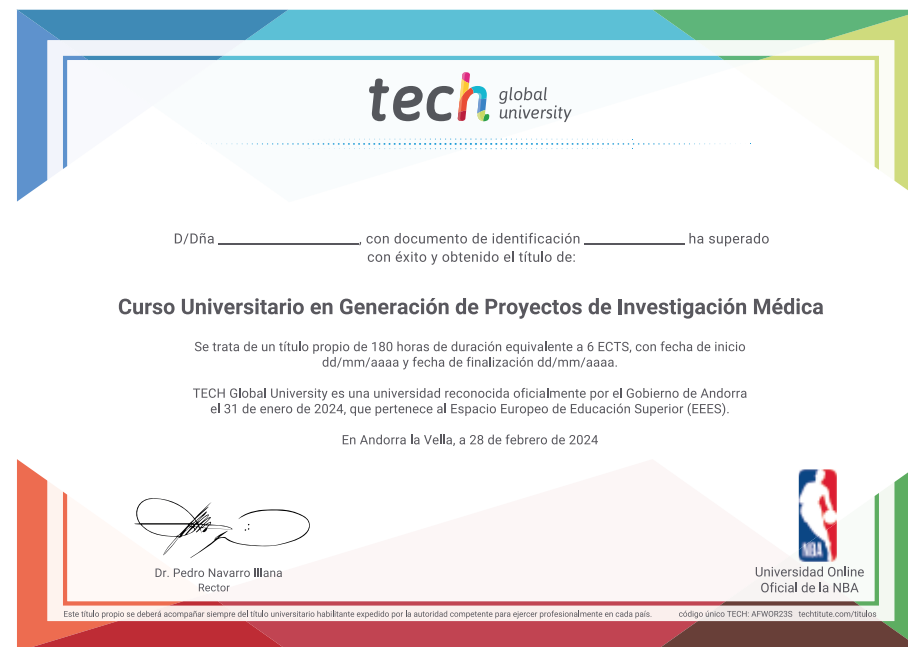 tech global
university
D/Dña ______________, con documento de identificación __________ ha superado
con éxito y obtenido el título de:
Curso Universitario en Generación de Proyectos de Investigación Médica
Se trata de un título propio de 180 horas de duración equivalente a 6 ECTS, con fecha de inicio
dd/mm/aaaa y fecha de finalización dd/mm/aaaa.
TECH Global University es una universidad reconocida oficialmente por el Gobierno de Andorra
el 31 de enero de 2024, que pertenece al Espacio Europeo de Educación Superior (EEES).
En Andorra la Vella, a 28 de febrero de 2024
Dr. Pedro Navarro Illana
Rector
NBA
Universidad Online
Oficial de la NBA
Este título propio se deberá acompañar siempre del título universitario habilitante expedido por la autoridad competente para ejercer profesionalmente en cada país. código único TECH: AFWOR23S techtitute.com/titulos